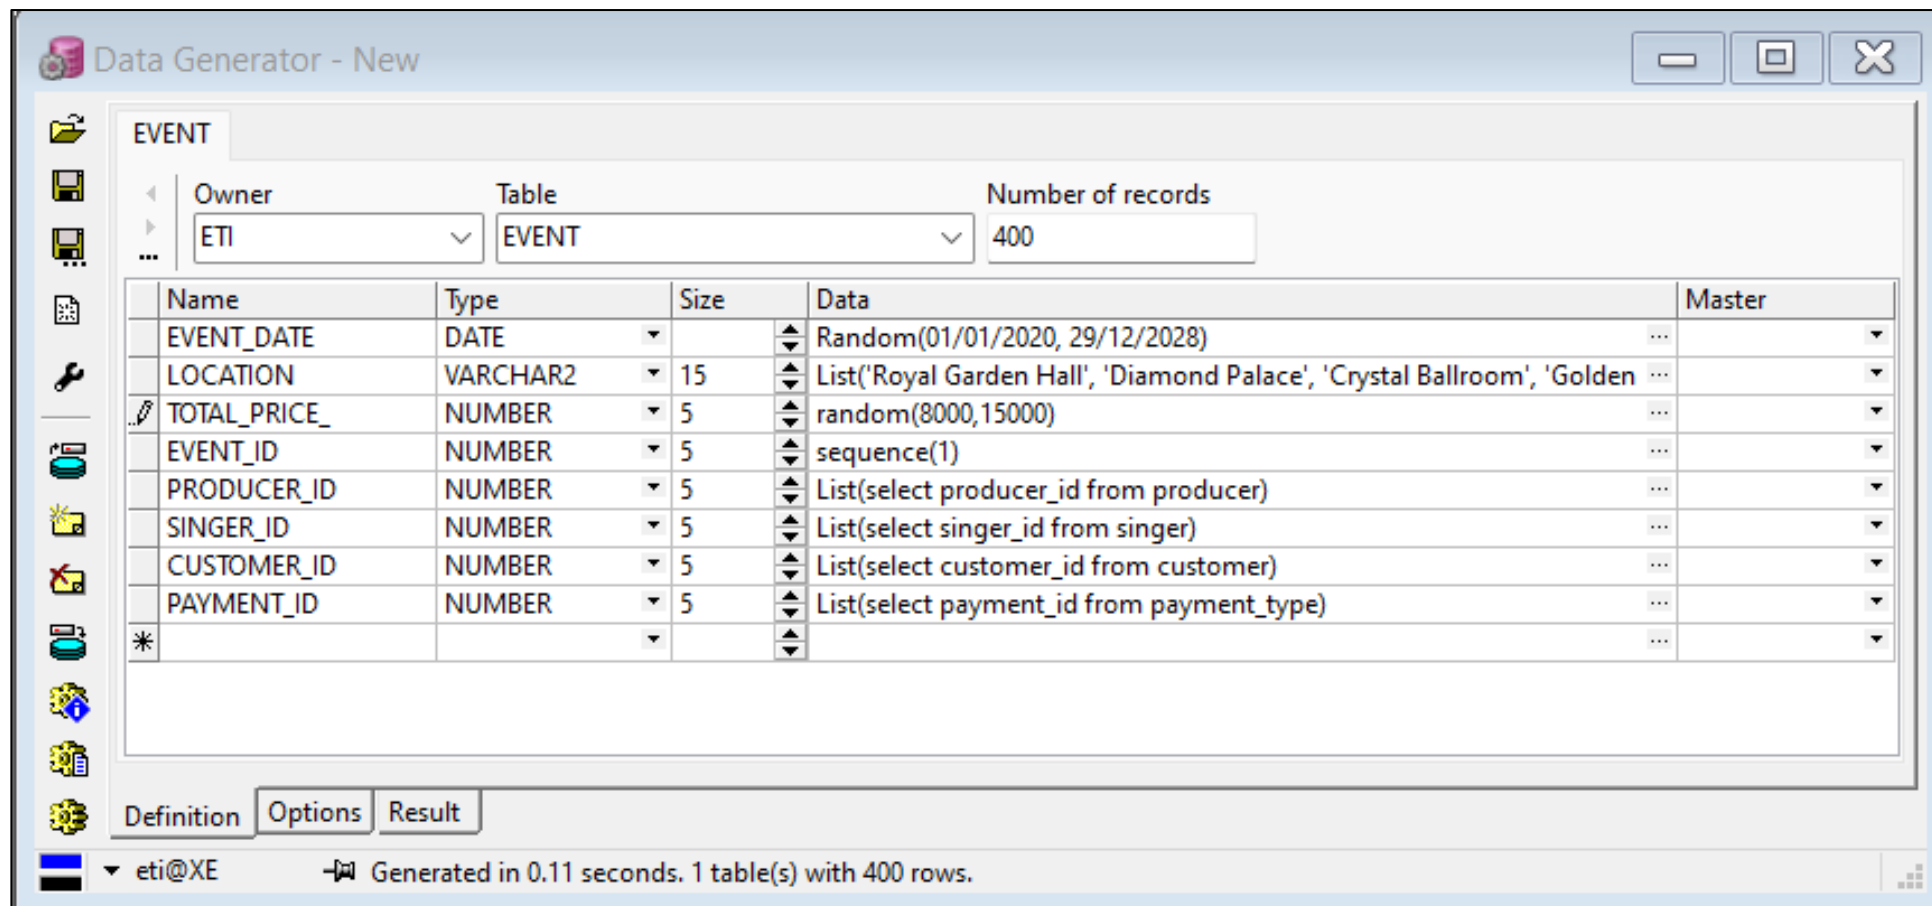 Data Generator - New
EVENT
Owner Table Number of records
ETI EVENT 400
Name Type Size Data Master
EVENT_DATE DATE Random(01/01/2020, 29/12/2028)
LOCATION VARCHAR2 15 List('Royal Garden Hall', 'Diamond Palace', 'Crystal Ballroom', 'Golden
TOTAL_PRICE_ NUMBER 5 random(8000,15000)
EVENT_ID NUMBER 5 sequence(1)
PRODUCER_ID NUMBER 5 List(select producer_id from producer)
SINGER_ID NUMBER 5 List(select singer_id from singer)
CUSTOMER_ID NUMBER 5 List(select customer_id from customer)
PAYMENT_ID NUMBER 5 List(select payment_id from payment_type)
Definition Options Result
eti@XE Generated in 0.11 seconds. 1 table(s) with 400 rows.